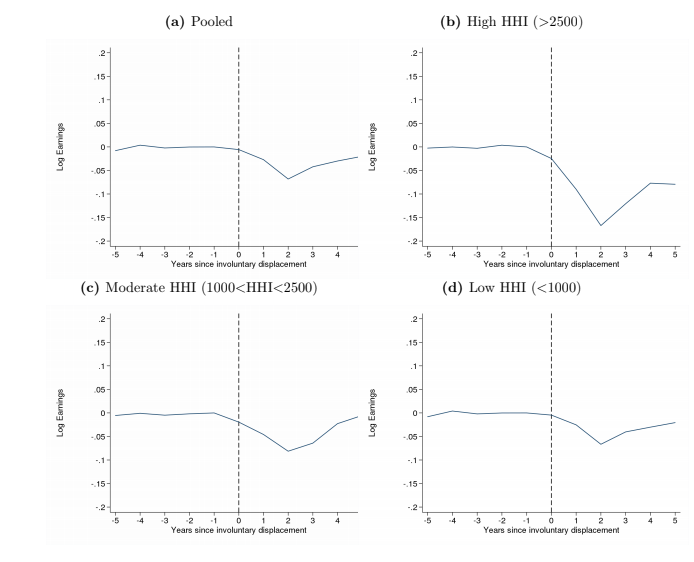 (a) Pooled
.2
.15
.1
.05
0
-.05
-.1
-.15
-.2
Log Earnings
-5 -4 -3 -2 -1 0 1 2 3 4
Years since involuntary displacement
(b) High HHI (>2500)
.2
.15
.1
.05
0
-.05
-.1
-.15
-.2
Log Earnings
-5 -4 -3 -2 -1 0 1 2 3 4 5
Years since involuntary displacement
(c) Moderate HHI (1000<HHI<2500)
.2
.15
.1
.05
0
-.05
-.1
-.15
-.2
Log Earnings
-5 -4 -3 -2 -1 0 1 2 3 4
Years since involuntary displacement
(d) Low HHI (<1000)
.2
.15
.1
.05
0
-.05
-.1
-.15
-.2
Log Earnings
-5 -4 -3 -2 -1 0 1 2 3 4 5
Years since involuntary displacement